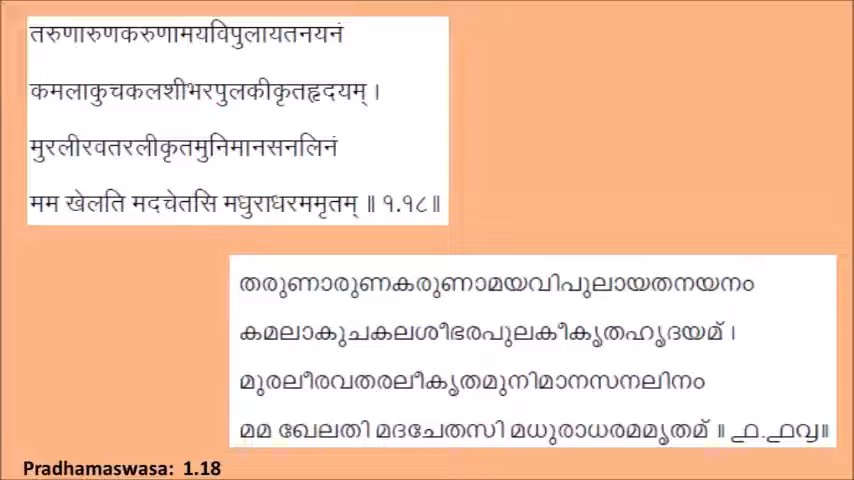 तरुणारुणकरुणामयविपुलायतनयनं
कमलाकुचकलशीभरपुलकीकृतहृदयम् ।
मुरलीरवतरलीकृतमुनिमानसनलिनं
मम खेलति मदचेतसि मधुराधरममृतम् ॥ १.१८॥
തരുണാരുണകരുണാമയവിപുലായതനയനം
കമലാകുചകലശീഭരപുലകീകൃതഹൃദയമ് ।
മുരലീരവതരലീകൃതമുനിമാനസനലിനം
മമ ഖേലതി മദചേതസി മധുരാധരമമൃതമ് ॥ ൧.൧൮॥
Pradhamaswasa: 1.18